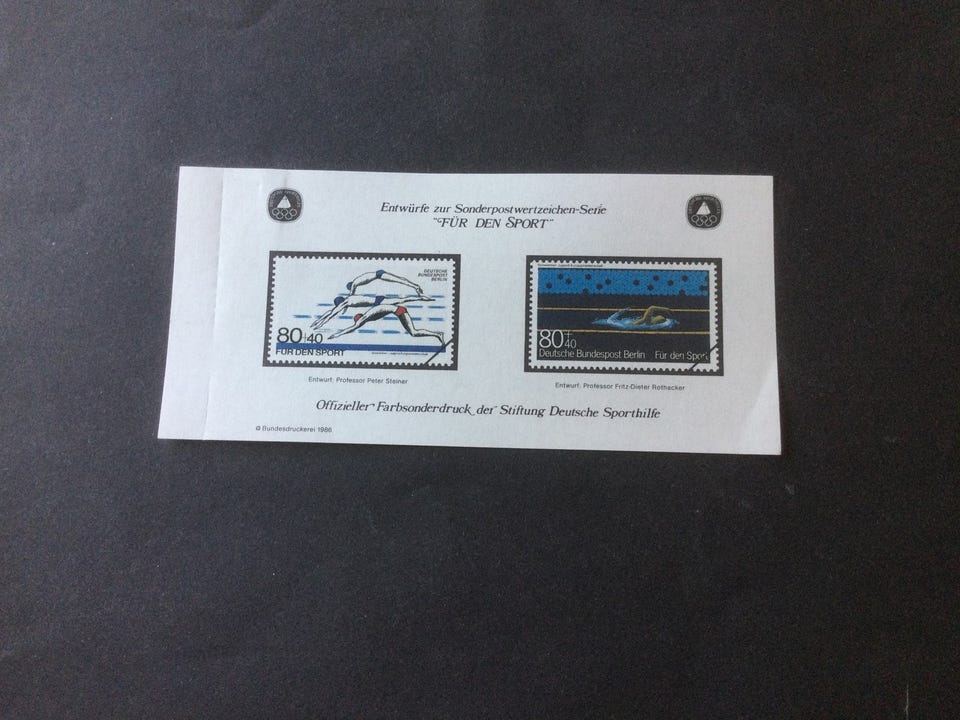 Entwürfe zur Sonderpostwertzeichen-Serie
"FÜR DEN SPORT"
DEUTSCHE
BUNDESPOST
BERLIN
80+40
FÜR DEN SPORT
Entwurf: Professor Peter Steiner
80+40
Deutsche Bundespost Berlin Für den Sport
Entwurf: Professor Fritz-Dieter Rothacker
Offizieller Farbsonderdruck der Stiftung Deutsche Sporthilfe
© Bundesdruckerei 1986